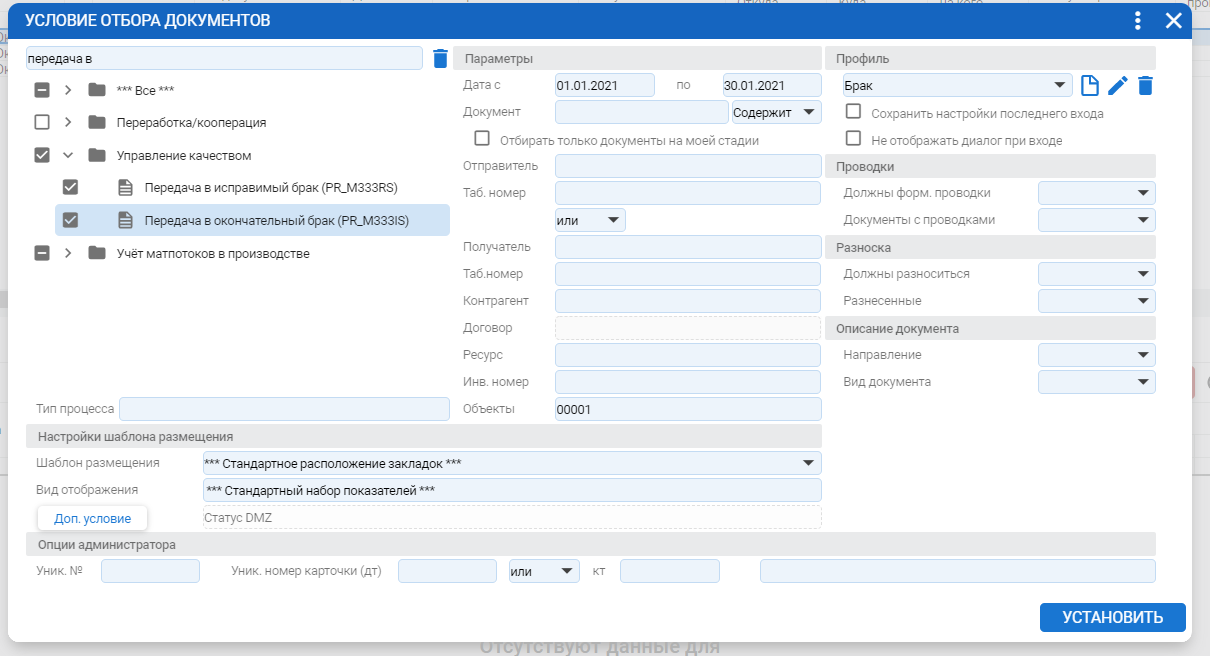 УСЛОВИЕ ОТБОРА ДОКУМЕНТОВ
передача в
*** Все ***
Переработка/кооперация
Управление качеством
Передача в исправимый брак (PR_M333RS)
Передача в окончательный брак (PR_M333IS)
Учёт матпотоков в производстве
Тип процесса
Параметры
Дата с 01.01.2021 по 30.01.2021
Документ Содержит
Отбирать только документы на моей стадии
Отправитель
Таб. номер
или
Получатель
Таб.номер
Контрагент
Договор
Ресурс
Инв. номер
Объекты 00001
Профиль
Брак
Сохранить настройки последнего входа
Не отображать диалог при входе
Проводки
Должны форм. проводки
Документы с проводками
Разноска
Должны разноситься
Разнесенные
Описание документа
Направление
Вид документа
Настройки шаблона размещения
Шаблон размещения *** Стандартное расположение закладок ***
Вид отображения *** Стандартный набор показателей ***
Доп. условие Статус DMZ
Опции администратора
Уник. № Уник. номер карточки (дт) или кт
УСТАНОВИТЬ
Отсутствуют данные для